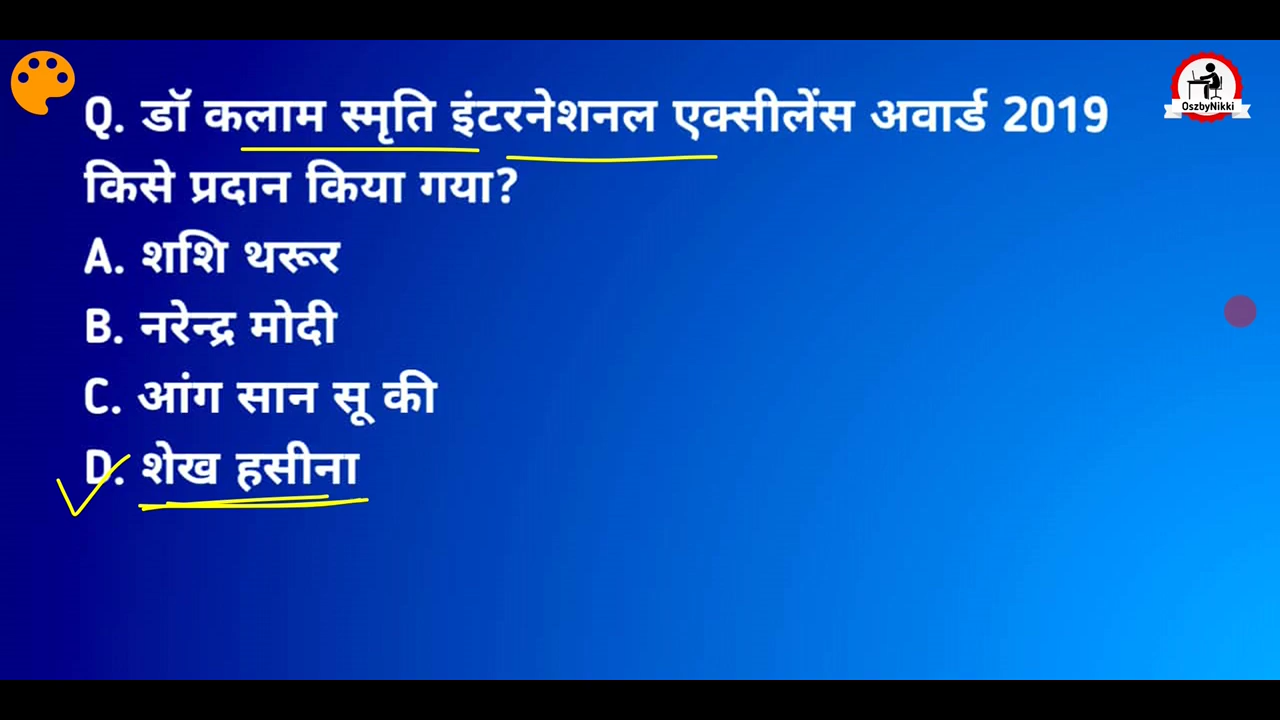 Q. डॉ कलाम स्मृति इंटरनेशनल एक्सीलेंस अवार्ड 2019
किसे प्रदान किया गया?
A. शशि थरूर
B. नरेन्द्र मोदी
C. आंग सान सू की
D. शेख हसीना
OszbyNikki